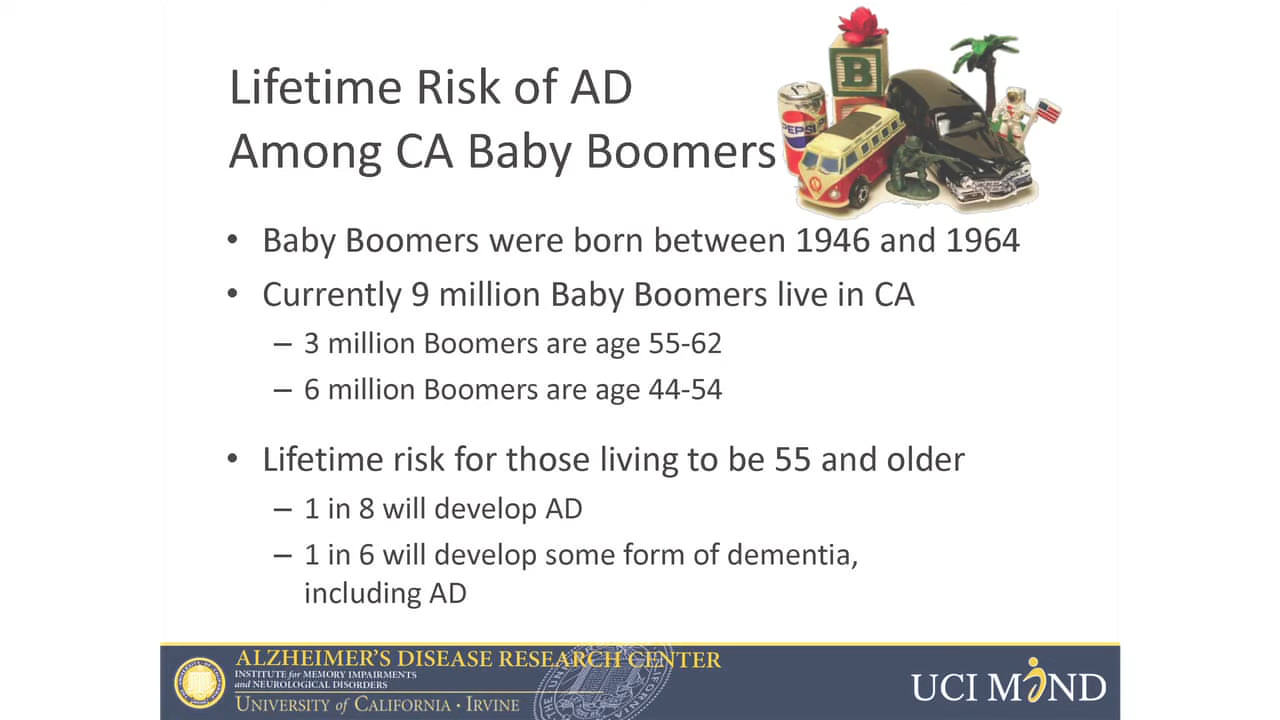 Lifetime Risk of AD
Among CA Baby Boomers
B
PEPSI
• Baby Boomers were born between 1946 and 1964
• Currently 9 million Baby Boomers live in CA
– 3 million Boomers are age 55-62
– 6 million Boomers are age 44-54
• Lifetime risk for those living to be 55 and older
– 1 in 8 will develop AD
– 1 in 6 will develop some form of dementia,
including AD
ALZHEIMER'S DISEASE RESEARCH CENTER
INSTITUTE for MEMORY IMPAIRMENTS
and NEUROLOGICAL DISORDERS
UNIVERSITY of CALIFORNIA • IRVINE
UCI MIND